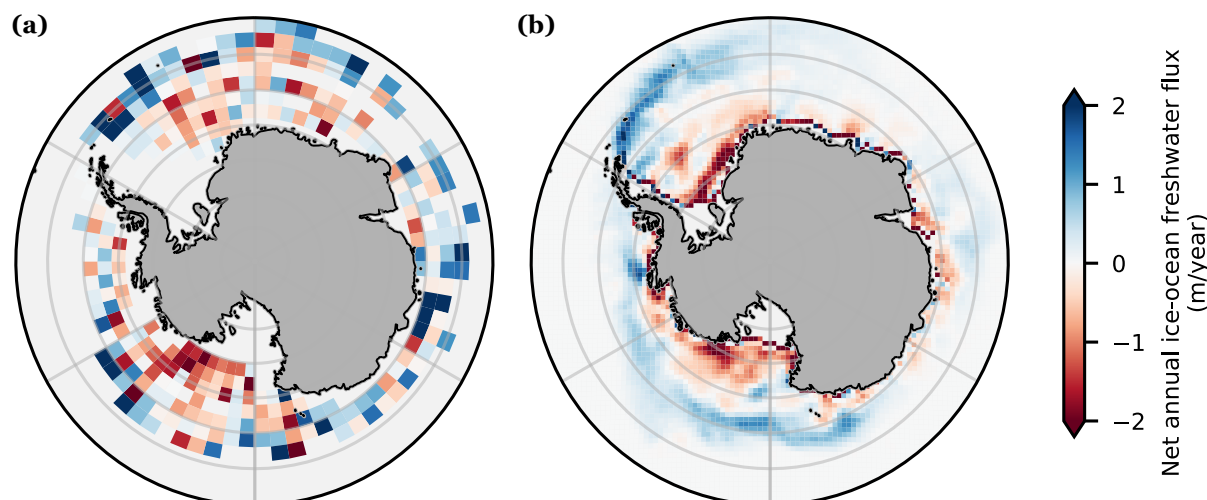 (a)
(b)
2
1
0
−1
−2
Net annual ice-ocean freshwater flux
(m/year)